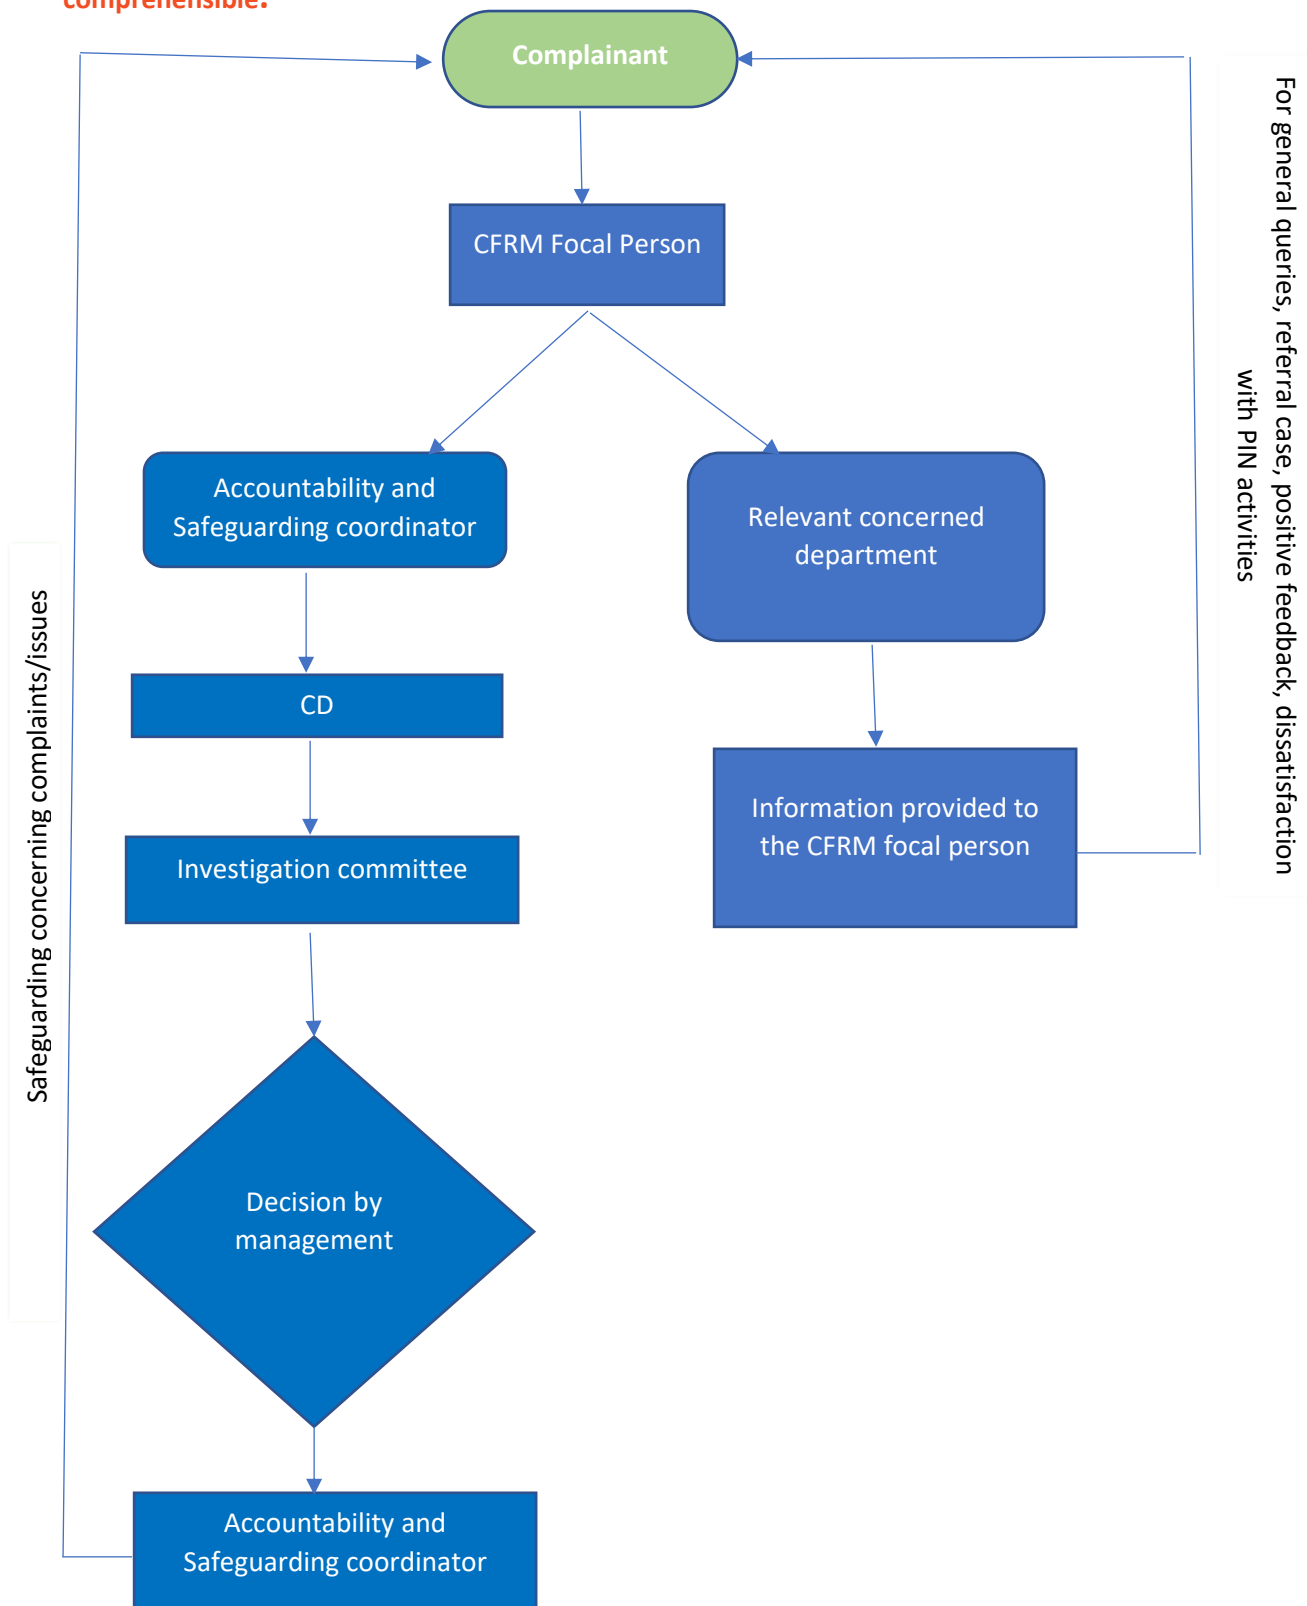 comprehensible.
Complainant
CFRM Focal Person
Accountability and
Safeguarding coordinator
Relevant concerned
department
CD
Information provided to
the CFRM focal person
Investigation committee
Decision by
management
Accountability and
Safeguarding coordinator
Safeguarding concerning complaints/issues
For general queries, referral case, positive feedback, dissatisfaction
with PIN activities